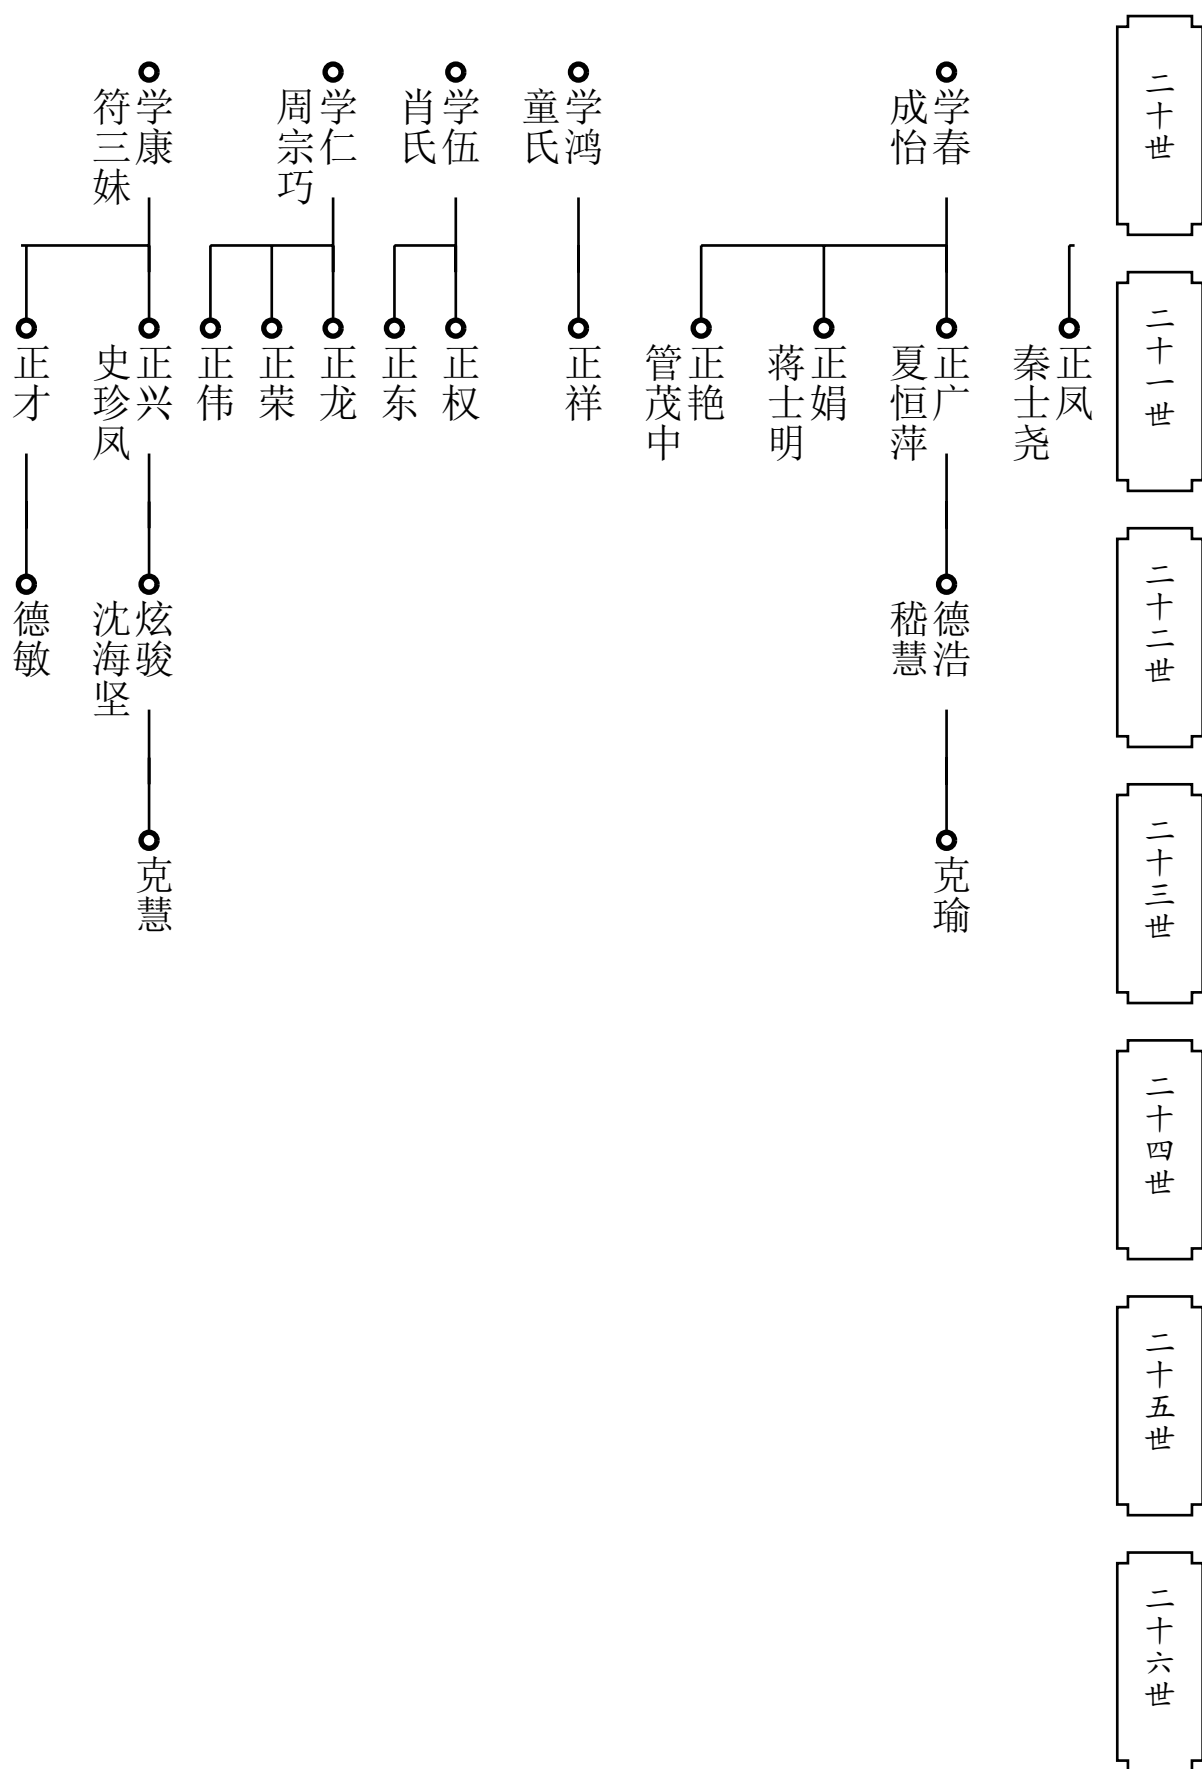 二十世
二十一世
二十二世
二十三世
二十四世
二十五世
二十六世
正凤
秦士尧
学春
成怡
正广
夏恒萍
德浩
嵇慧
克瑜
正娟
蒋士明
正艳
管茂中
学鸿
童氏
正祥
学伍
肖氏
正权
正东
学仁
周宗巧
正龙
正荣
正伟
学康
符三妹
正兴
史珍凤
炫骏
沈海坚
克慧
正才
德敏